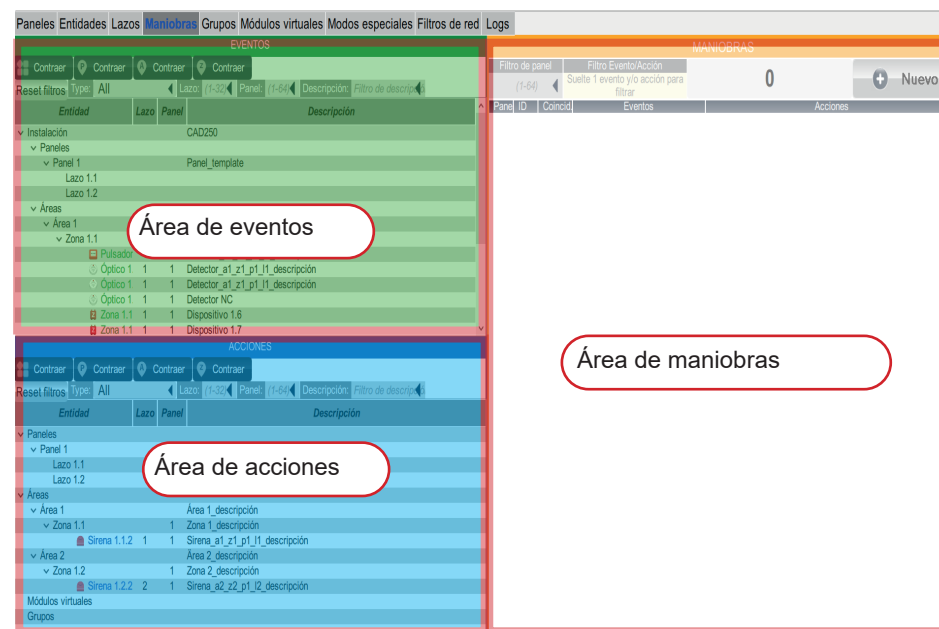 Paneles Entidades Lazos Maniobras Grupos Módulos virtuales Modos especiales Filtros de red Logs
EVENTOS
Contraer P Contraer A Contraer Z Contraer
Reset filtros Type: All Lazo: (1-32) Panel: (1-64) Descripción: Filtro de descrip
Entidad Lazo Panel Descripción
Instalación CAD250
Paneles
Panel 1 Panel_template
Lazo 1.1
Lazo 1.2
Áreas
Área 1
Zona 1.1
Área de eventos
Pulsador
Óptico 1. 1 1 Detector_a1_z1_p1_l1_descripción
Óptico 1 1 1 Detector_a1_z1_p1_l1_descripción
Óptico 1. 1 1 Detector NC
Zona 1.1 1 1 Dispositivo 1.6
Zona 1.1 1 1 Dispositivo 1.7
ACCIONES
Contraer P Contraer A Contraer Z Contraer
Reset filtros Type: All Lazo: (1-32) Panel: (1-64) Descripción: Filtro de descrip
Entidad Lazo Panel Descripción
Paneles
Panel 1
Lazo 1.1
Lazo 1.2
Área de acciones
Áreas
Área 1 Área 1_descripción
Zona 1.1 1 Zona 1_descripción
Sirena 1.1.2 1 1 Sirena_a1_z1_p1_l1_descripción
Área 2 Área 2_descripción
Zona 1.2 1 Zona 2_descripción
Sirena 1.2.2 2 1 Sirena_a2_z2_p1_l2_descripción
Módulos virtuales
Grupos
MANIOBRAS
Filtro de panel Filtro Evento/Acción
(1-64) Suelte 1 evento y/o acción para
filtrar
0
Nuevo
Pane ID Coincid. Eventos Acciones
Área de maniobras